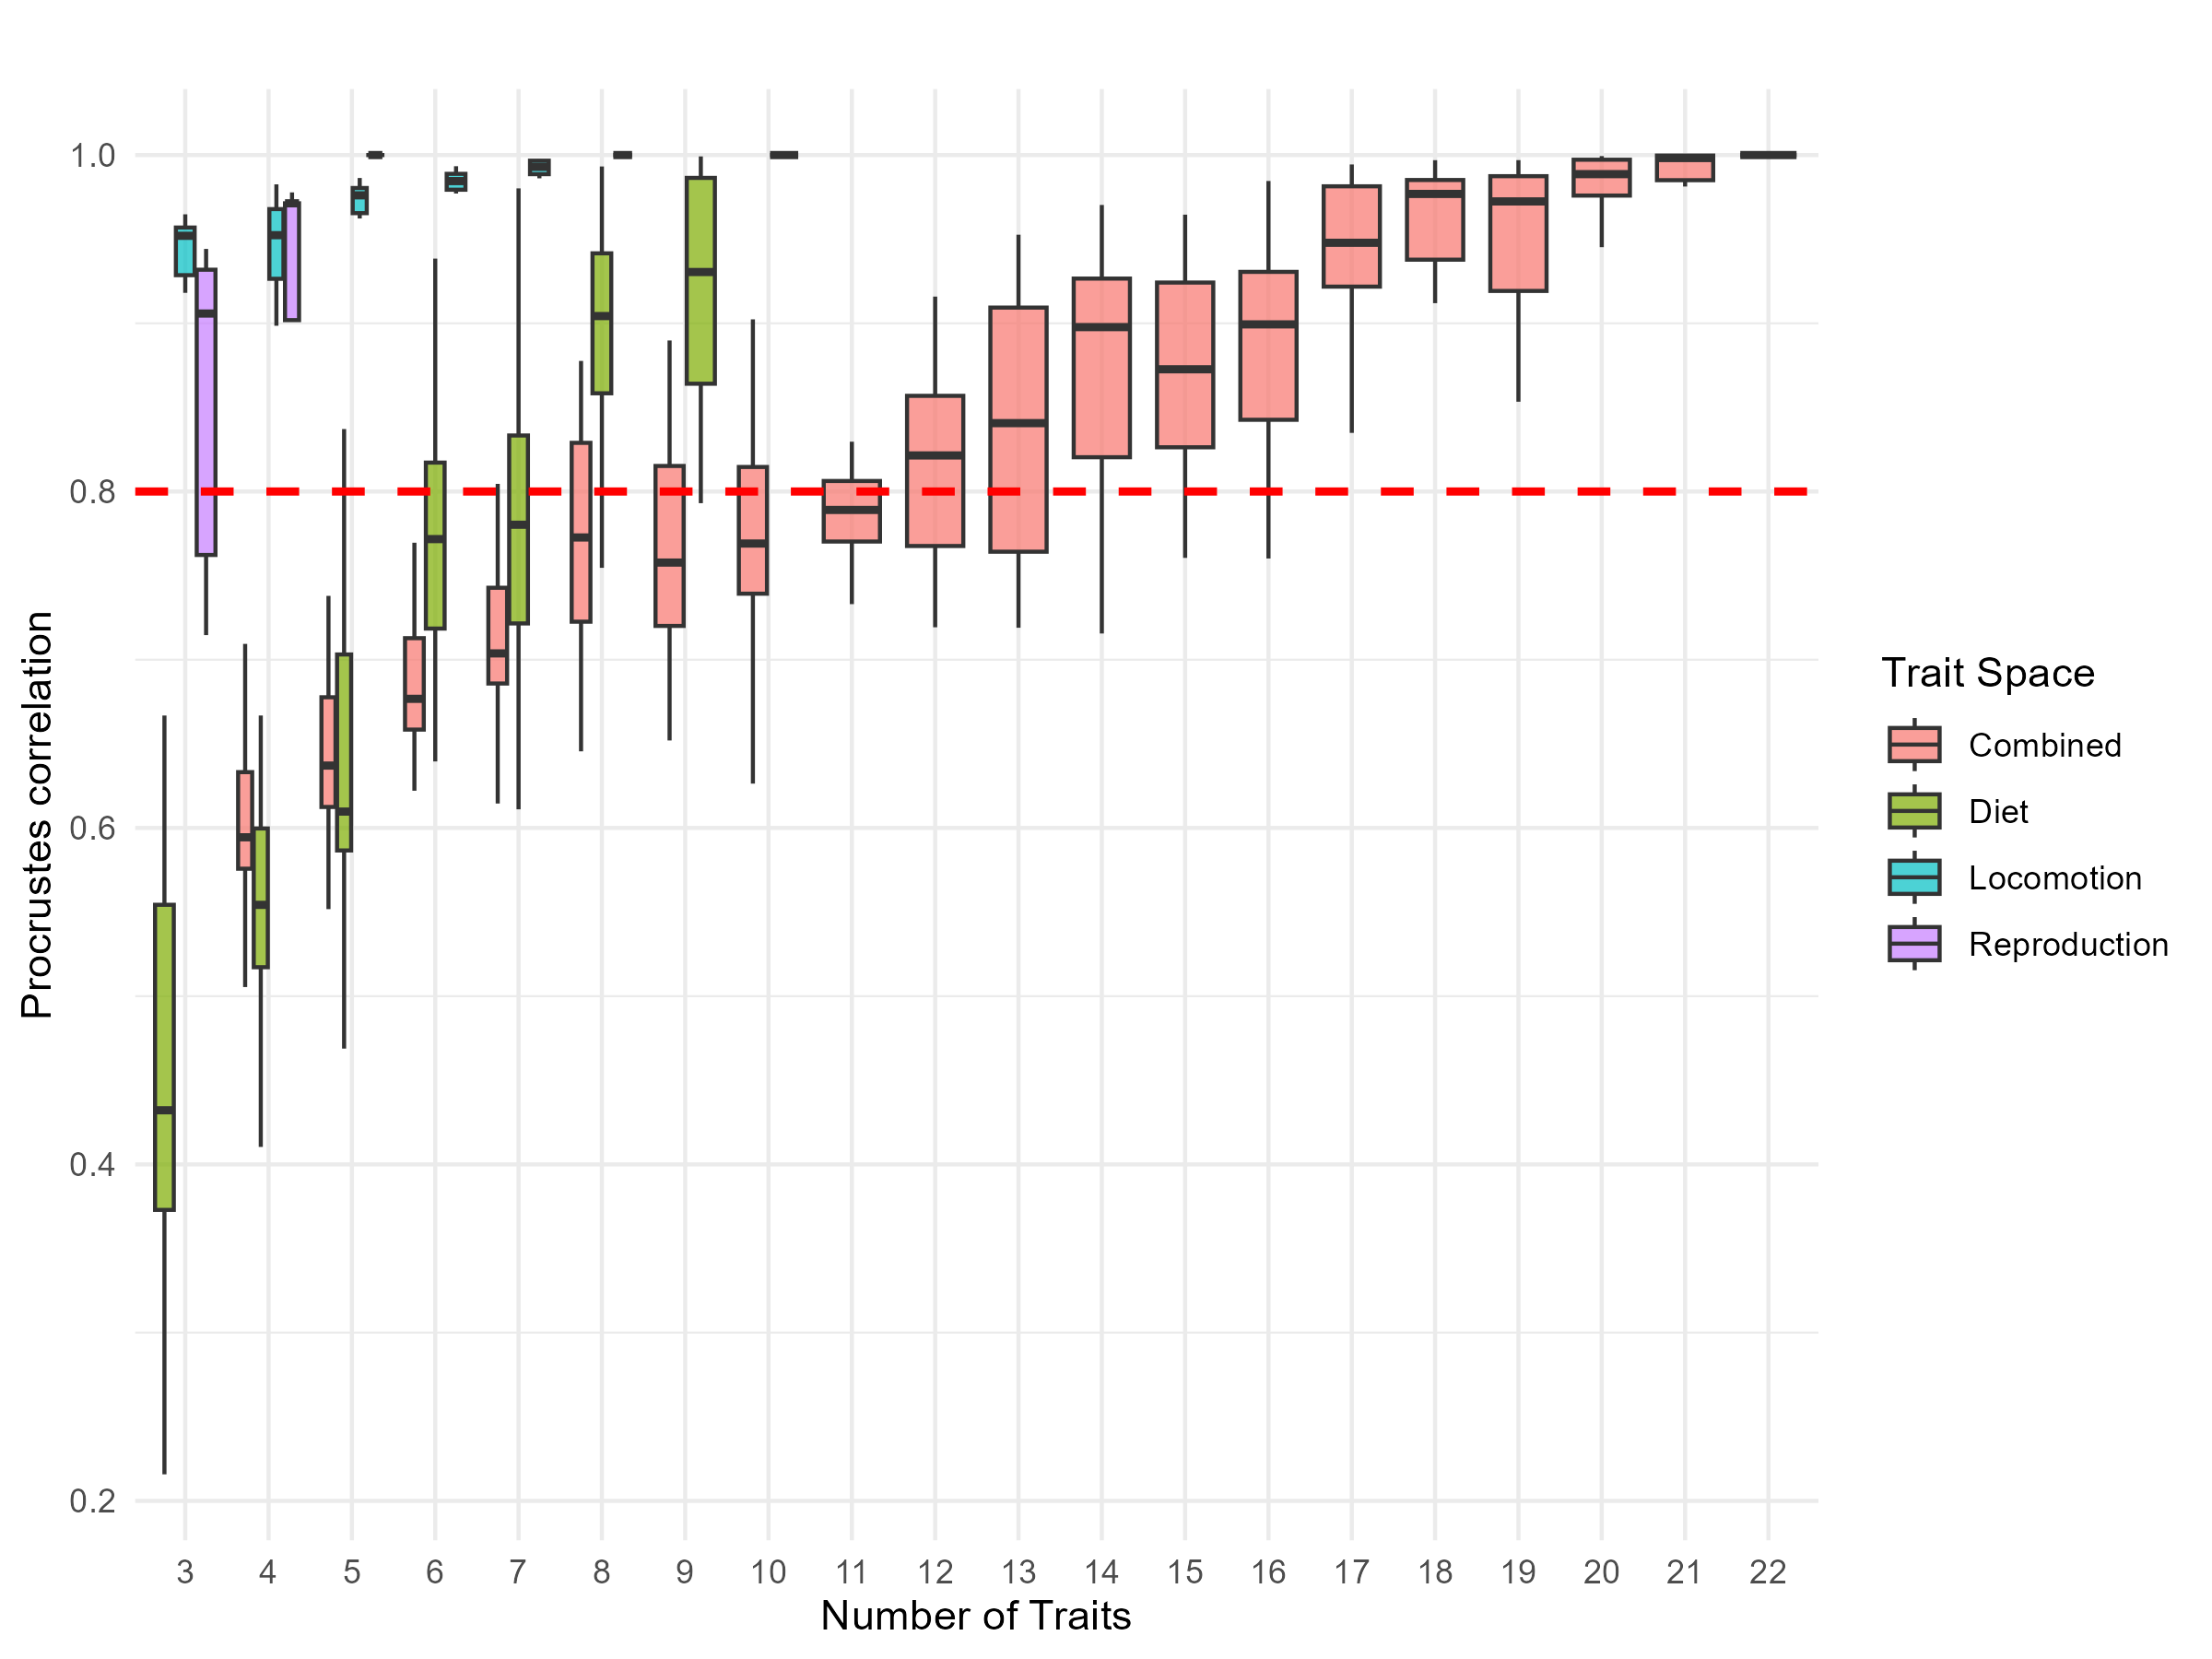 1.0
0.8
0.6
0.4
0.2
Procrustes correlation
3 4 5 6 7 8 9 10 11 12 13 14 15 16 17 18 19 20 21 22
Number of Traits
Trait Space
Combined
Diet
Locomotion
Reproduction